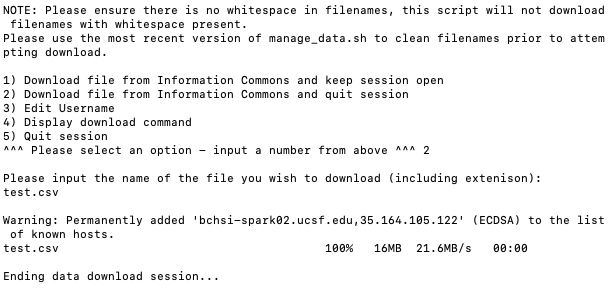 NOTE: Please ensure there is no whitespace in filenames, this script will not download
 filenames with whitespace present.
Please use the most recent version of manage_data.sh to clean filenames prior to attem
pting download.

1) Download file from Information Commons and keep session open
2) Download file from Information Commons and quit session
3) Edit Username
4) Display download command
5) Quit session
^^^ Please select an option – input a number from above ^^^ 2

Please input the name of the file you wish to download (including extenison):
test.csv

Warning: Permanently added 'bchsi-spark02.ucsf.edu,35.164.105.122' (ECDSA) to the list
 of known hosts.
test.csv                                      100%   16MB  21.6MB/s   00:00

Ending data download session...